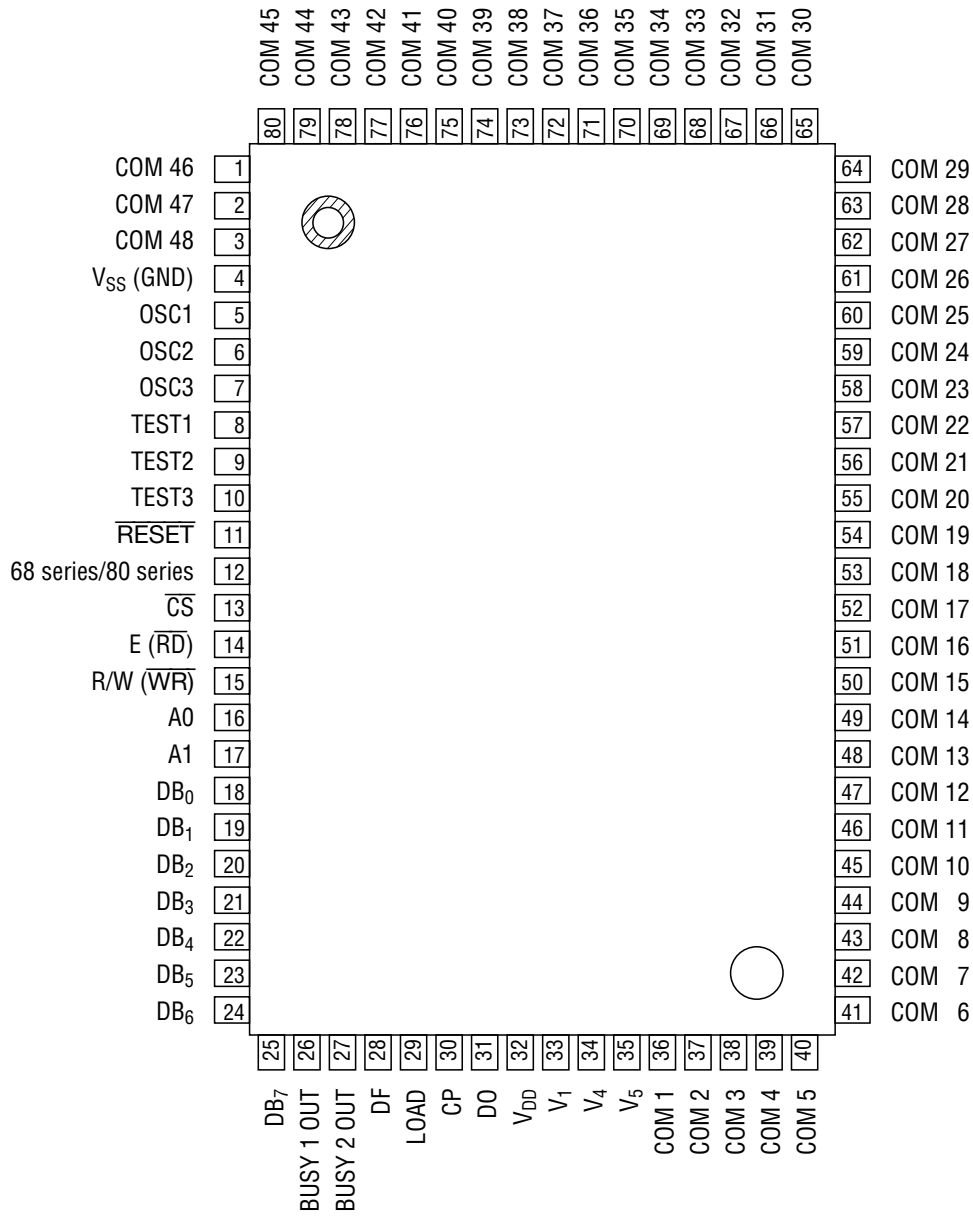 COM 45 COM 44 COM 43 COM 42 COM 41 COM 40 COM 39 COM 38 COM 37 COM 36 COM 35 COM 34 COM 33 COM 32 COM 31 COM 30
80 79 78 77 76 75 74 73 72 71 70 69 68 67 66 65
COM 46 1 64 COM 29
COM 47 2 63 COM 28
COM 48 3 62 COM 27
V_SS (GND) 4 61 COM 26
OSC1 5 60 COM 25
OSC2 6 59 COM 24
OSC3 7 58 COM 23
TEST1 8 57 COM 22
TEST2 9 56 COM 21
TEST3 10 55 COM 20
R̅E̅S̅E̅T̅ 11 54 COM 19
68 series/80 series 12 53 COM 18
C̅S̅ 13 52 COM 17
E (R̅D̅) 14 51 COM 16
R/W (W̅R̅) 15 50 COM 15
A0 16 49 COM 14
A1 17 48 COM 13
DB₀ 18 47 COM 12
DB₁ 19 46 COM 11
DB₂ 20 45 COM 10
DB₃ 21 44 COM 9
DB₄ 22 43 COM 8
DB₅ 23 42 COM 7
DB₆ 24 41 COM 6
25 26 27 28 29 30 31 32 33 34 35 36 37 38 39 40
DB₇ BUSY 1 OUT BUSY 2 OUT DF LOAD CP DO V_DD V₁ V₄ V₅ COM 1 COM 2 COM 3 COM 4 COM 5